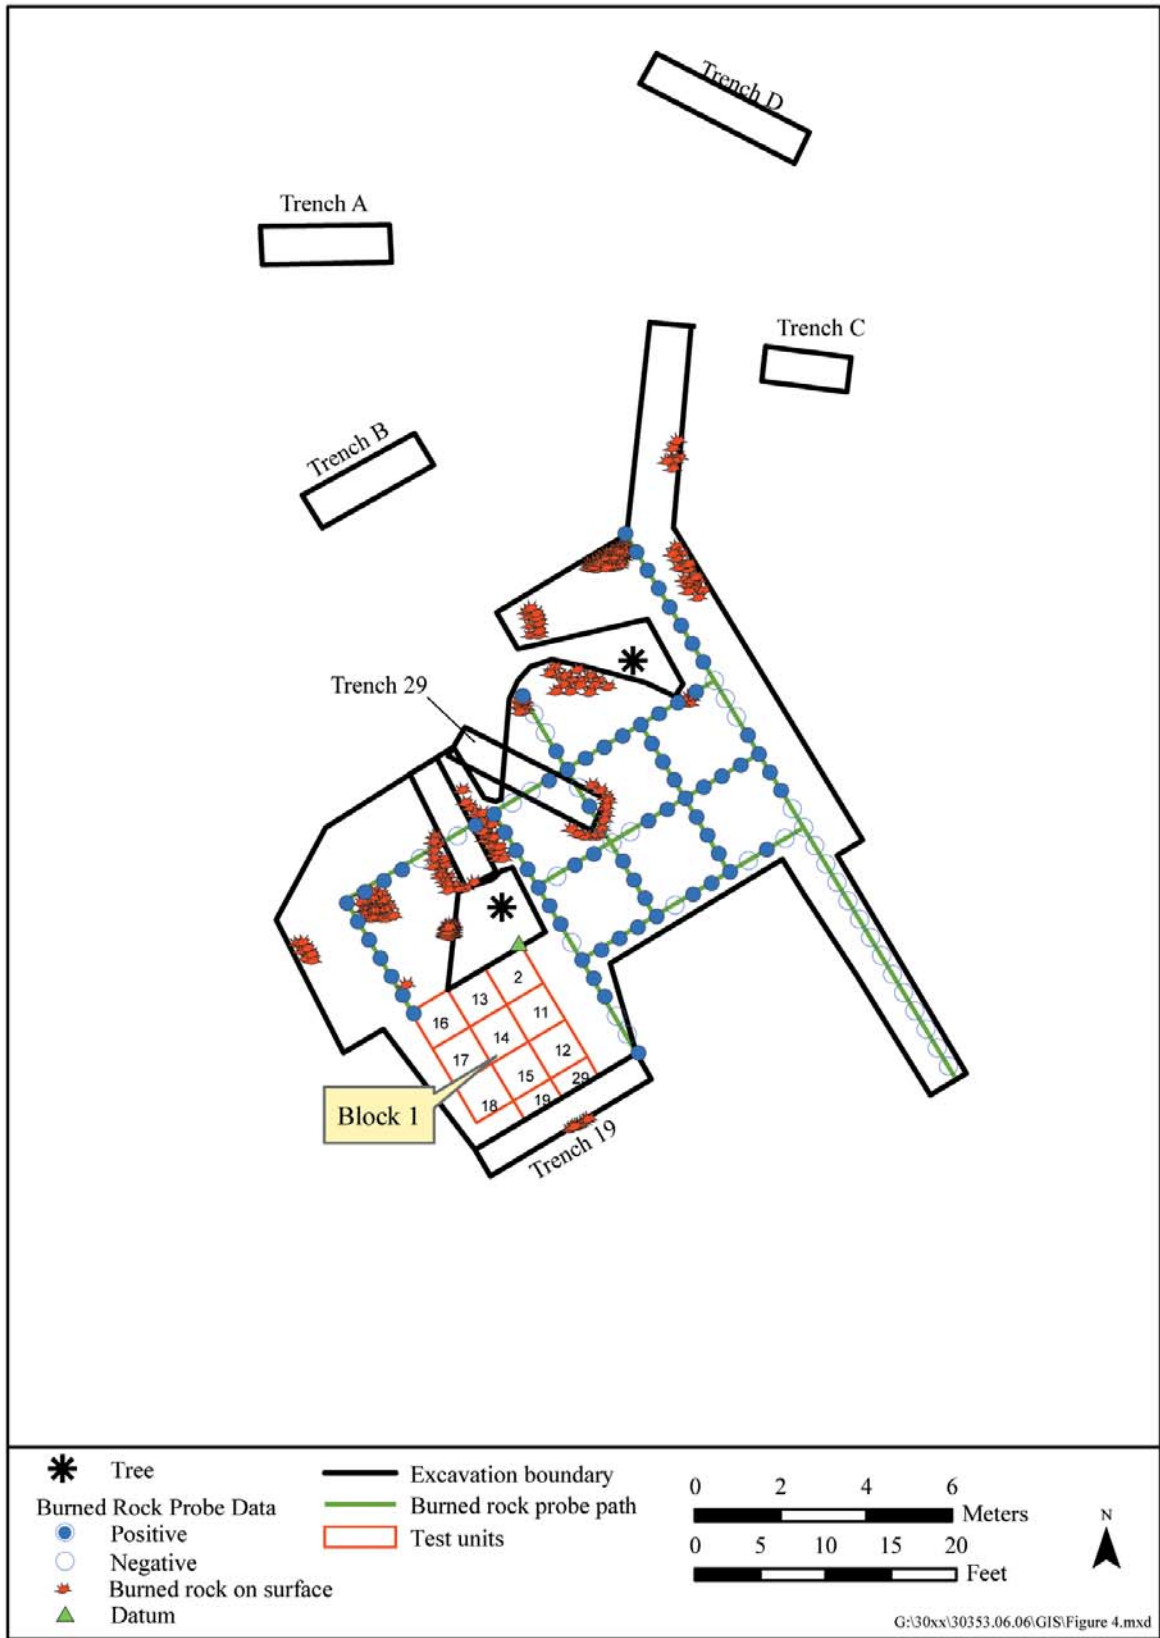 Trench D
Trench A
Trench C
Trench B
Trench 29
2
13
11
16
14
12
17
15
29
19
18
Block 1
Trench 19
Tree
Burned Rock Probe Data
Positive
Negative
Burned rock on surface
Datum
Excavation boundary
Burned rock probe path
Test units
0 2 4 6
Meters
0 5 10 15 20
Feet
N
G:\30xx\30353.06.06\GIS\Figure 4.mxd